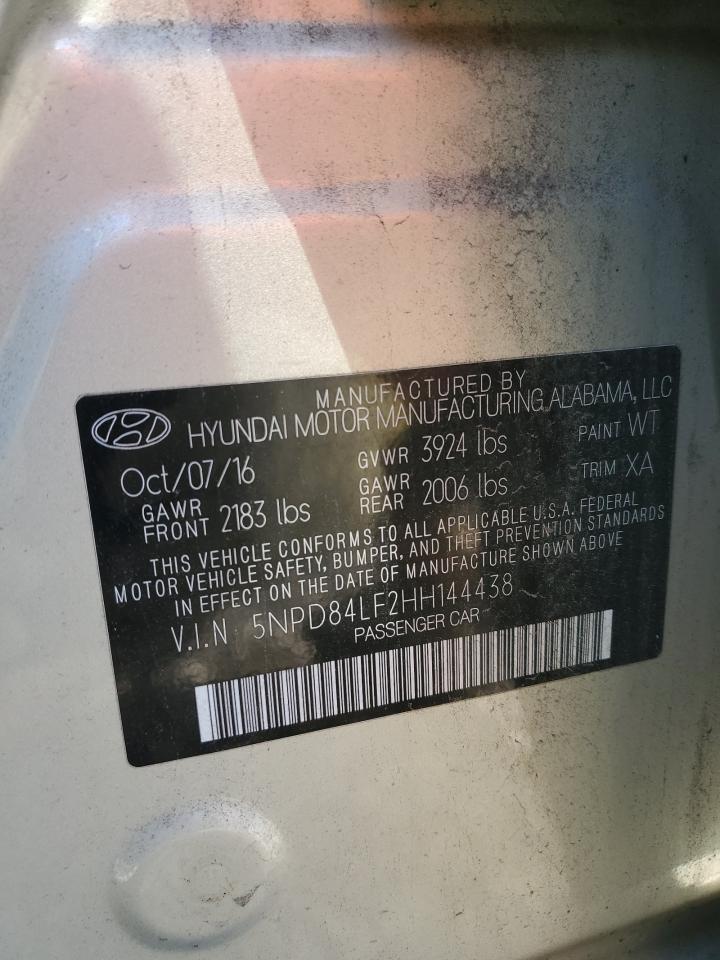 MANUFACTURED BY
HYUNDAI MOTOR MANUFACTURING ALABAMA, LLC
Oct/07/16 GVWR 3924 lbs PAINT WT
GAWR FRONT 2183 lbs GAWR REAR 2006 lbs TRIM XA
THIS VEHICLE CONFORMS TO ALL APPLICABLE U.S.A. FEDERAL
MOTOR VEHICLE SAFETY, BUMPER, AND THEFT PREVENTION STANDARDS
IN EFFECT ON THE DATE OF MANUFACTURE SHOWN ABOVE
V.I.N 5NPD84LF2HH144438
PASSENGER CAR